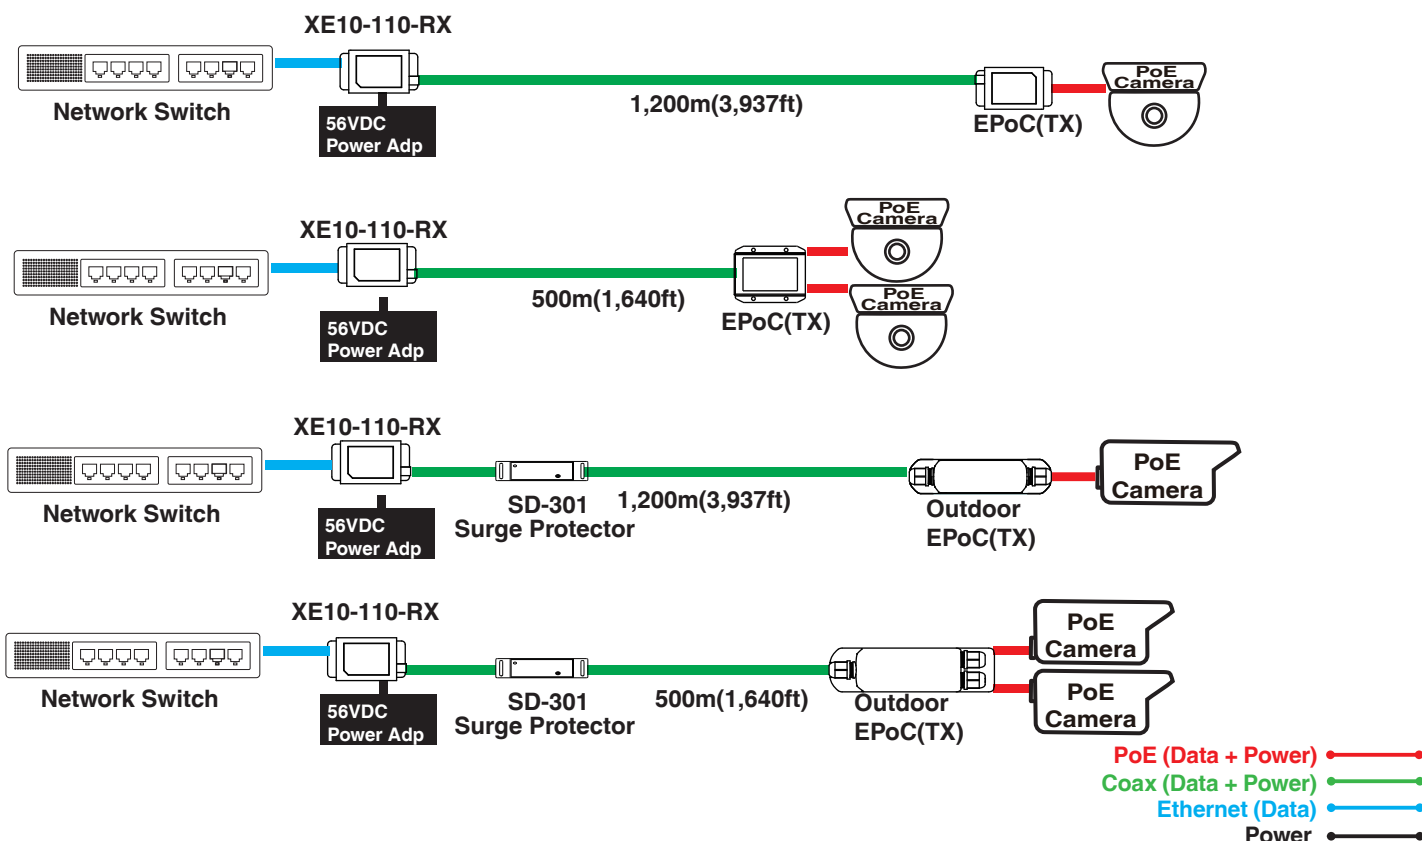 XE10-110-RX
PoE
Camera
1,200m(3,937ft)
Network Switch
56VDC
Power Adp
EPoC(TX)
XE10-110-RX
PoE
Camera
500m(1,640ft)
PoE
Camera
Network Switch
56VDC
Power Adp
EPoC(TX)
XE10-110-RX
PoE
Camera
SD-301
Surge Protector
1,200m(3,937ft)
Network Switch
56VDC
Power Adp
Outdoor
EPoC(TX)
XE10-110-RX
PoE
Camera
PoE
Camera
Network Switch
56VDC
Power Adp
SD-301
Surge Protector
500m(1,640ft)
Outdoor
EPoC(TX)
PoE (Data + Power)
Coax (Data + Power)
Ethernet (Data)
Power